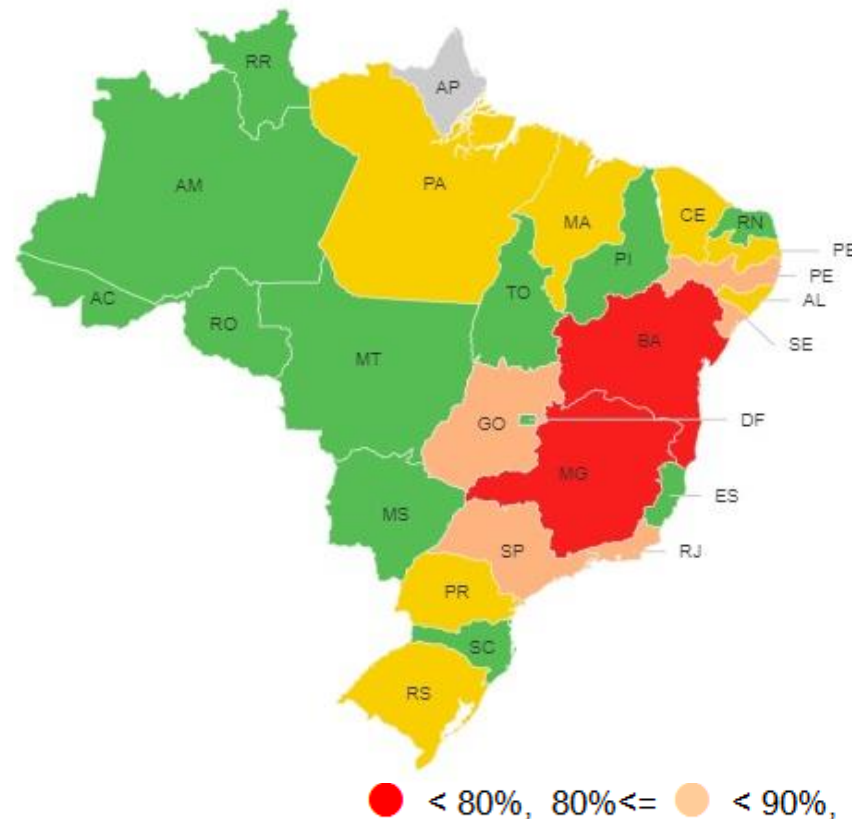 RR
AP
AM
PA
MA
CE
RN
PB
PI
PE
AC
TO
AL
RO
BA
SE
MT
GO
DF
MG
ES
MS
SP
RJ
PR
SC
RS
< 80%, 80%<= < 90%,